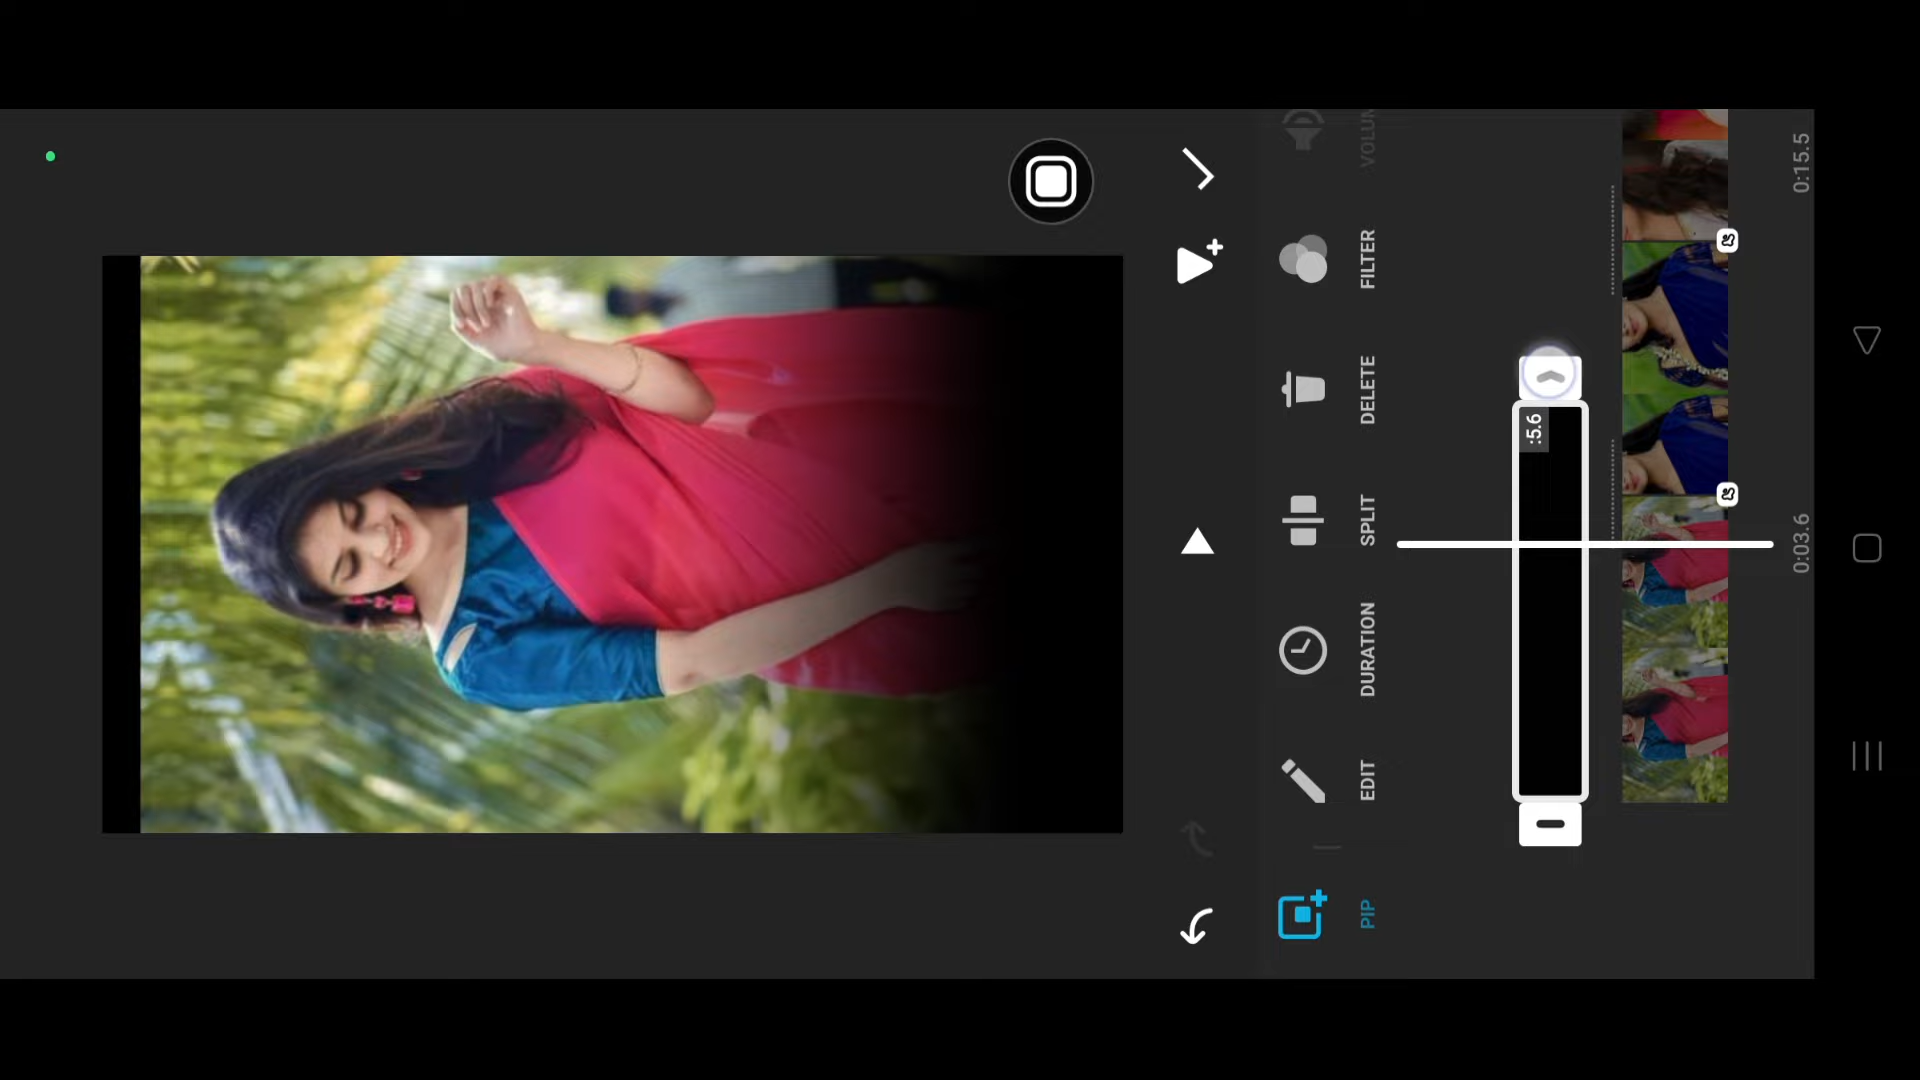 PIP
EDIT
DURATION
SPLIT
DELETE
FILTER
VOLUM
:5.6
0:03.6
0:15.5